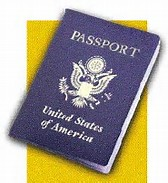 PASSPORT
United States
of America